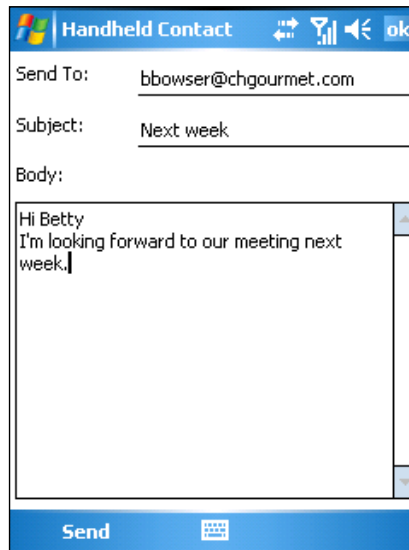 Handheld Contact ok
Send To: bbowser@chgourmet.com
Subject: Next week
Body:
Hi Betty
I'm looking forward to our meeting next
week.
Send